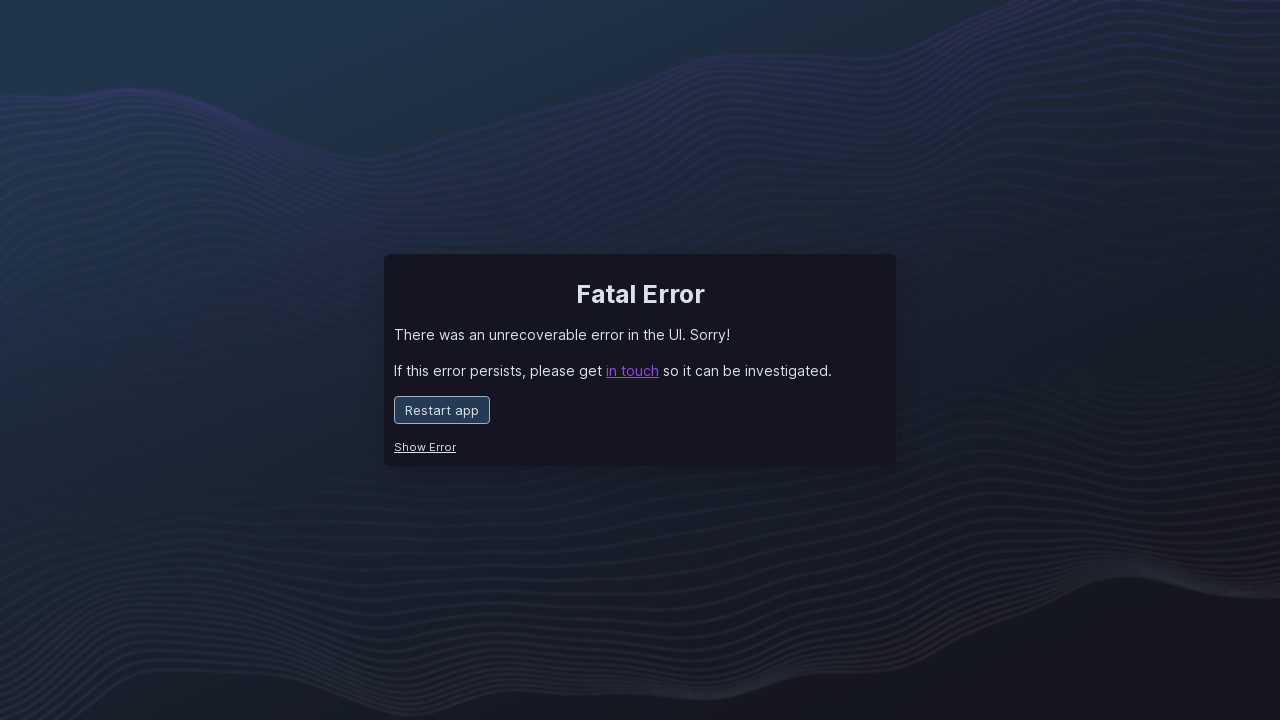 Fatal Error
There was an unrecoverable error in the UI. Sorry!
If this error persists, please get in touch so it can be investigated.
Restart app
Show Error